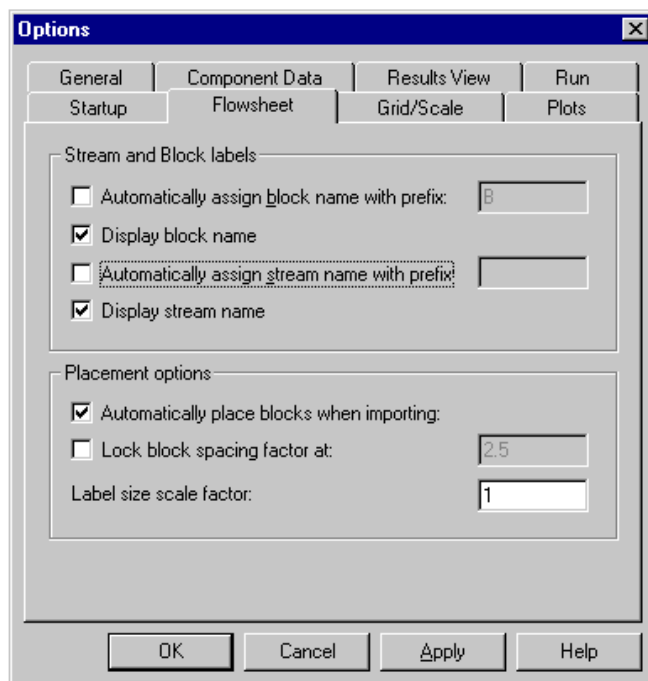 Options
General Component Data Results View Run
Startup Flowsheet Grid/Scale Plots
Stream and Block labels
Automatically assign block name with prefix: B
Display block name
Automatically assign stream name with prefix
Display stream name
Placement options
Automatically place blocks when importing:
Lock block spacing factor at: 2.5
Label size scale factor: 1
OK Cancel Apply Help